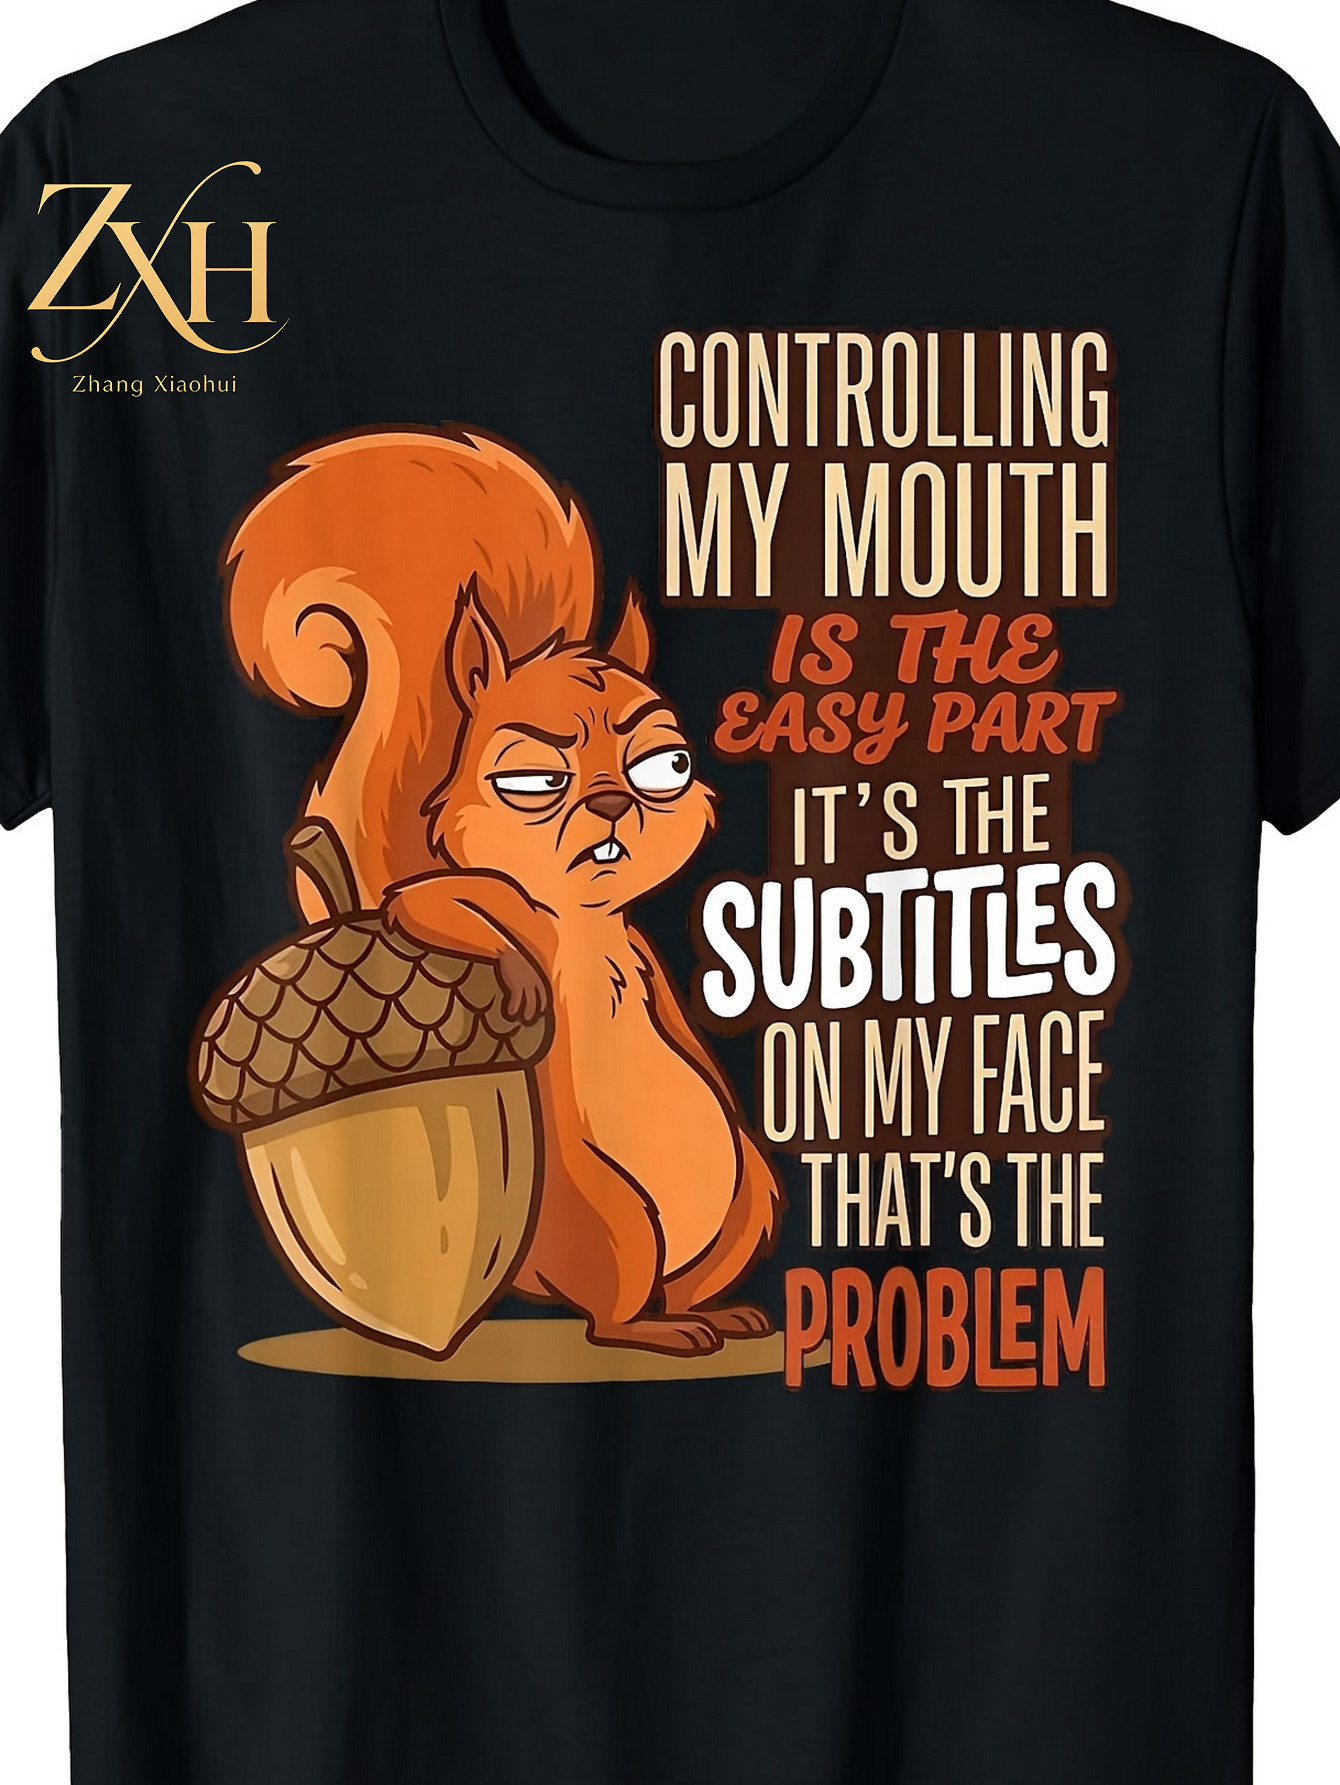 ZXH
Zhang Xiaohui
CONTROLLING
MY MOUTH
IS THE
EASY PART
IT'S THE
SUBTITLES
ON MY FACE
THAT'S THE
PROBLEM